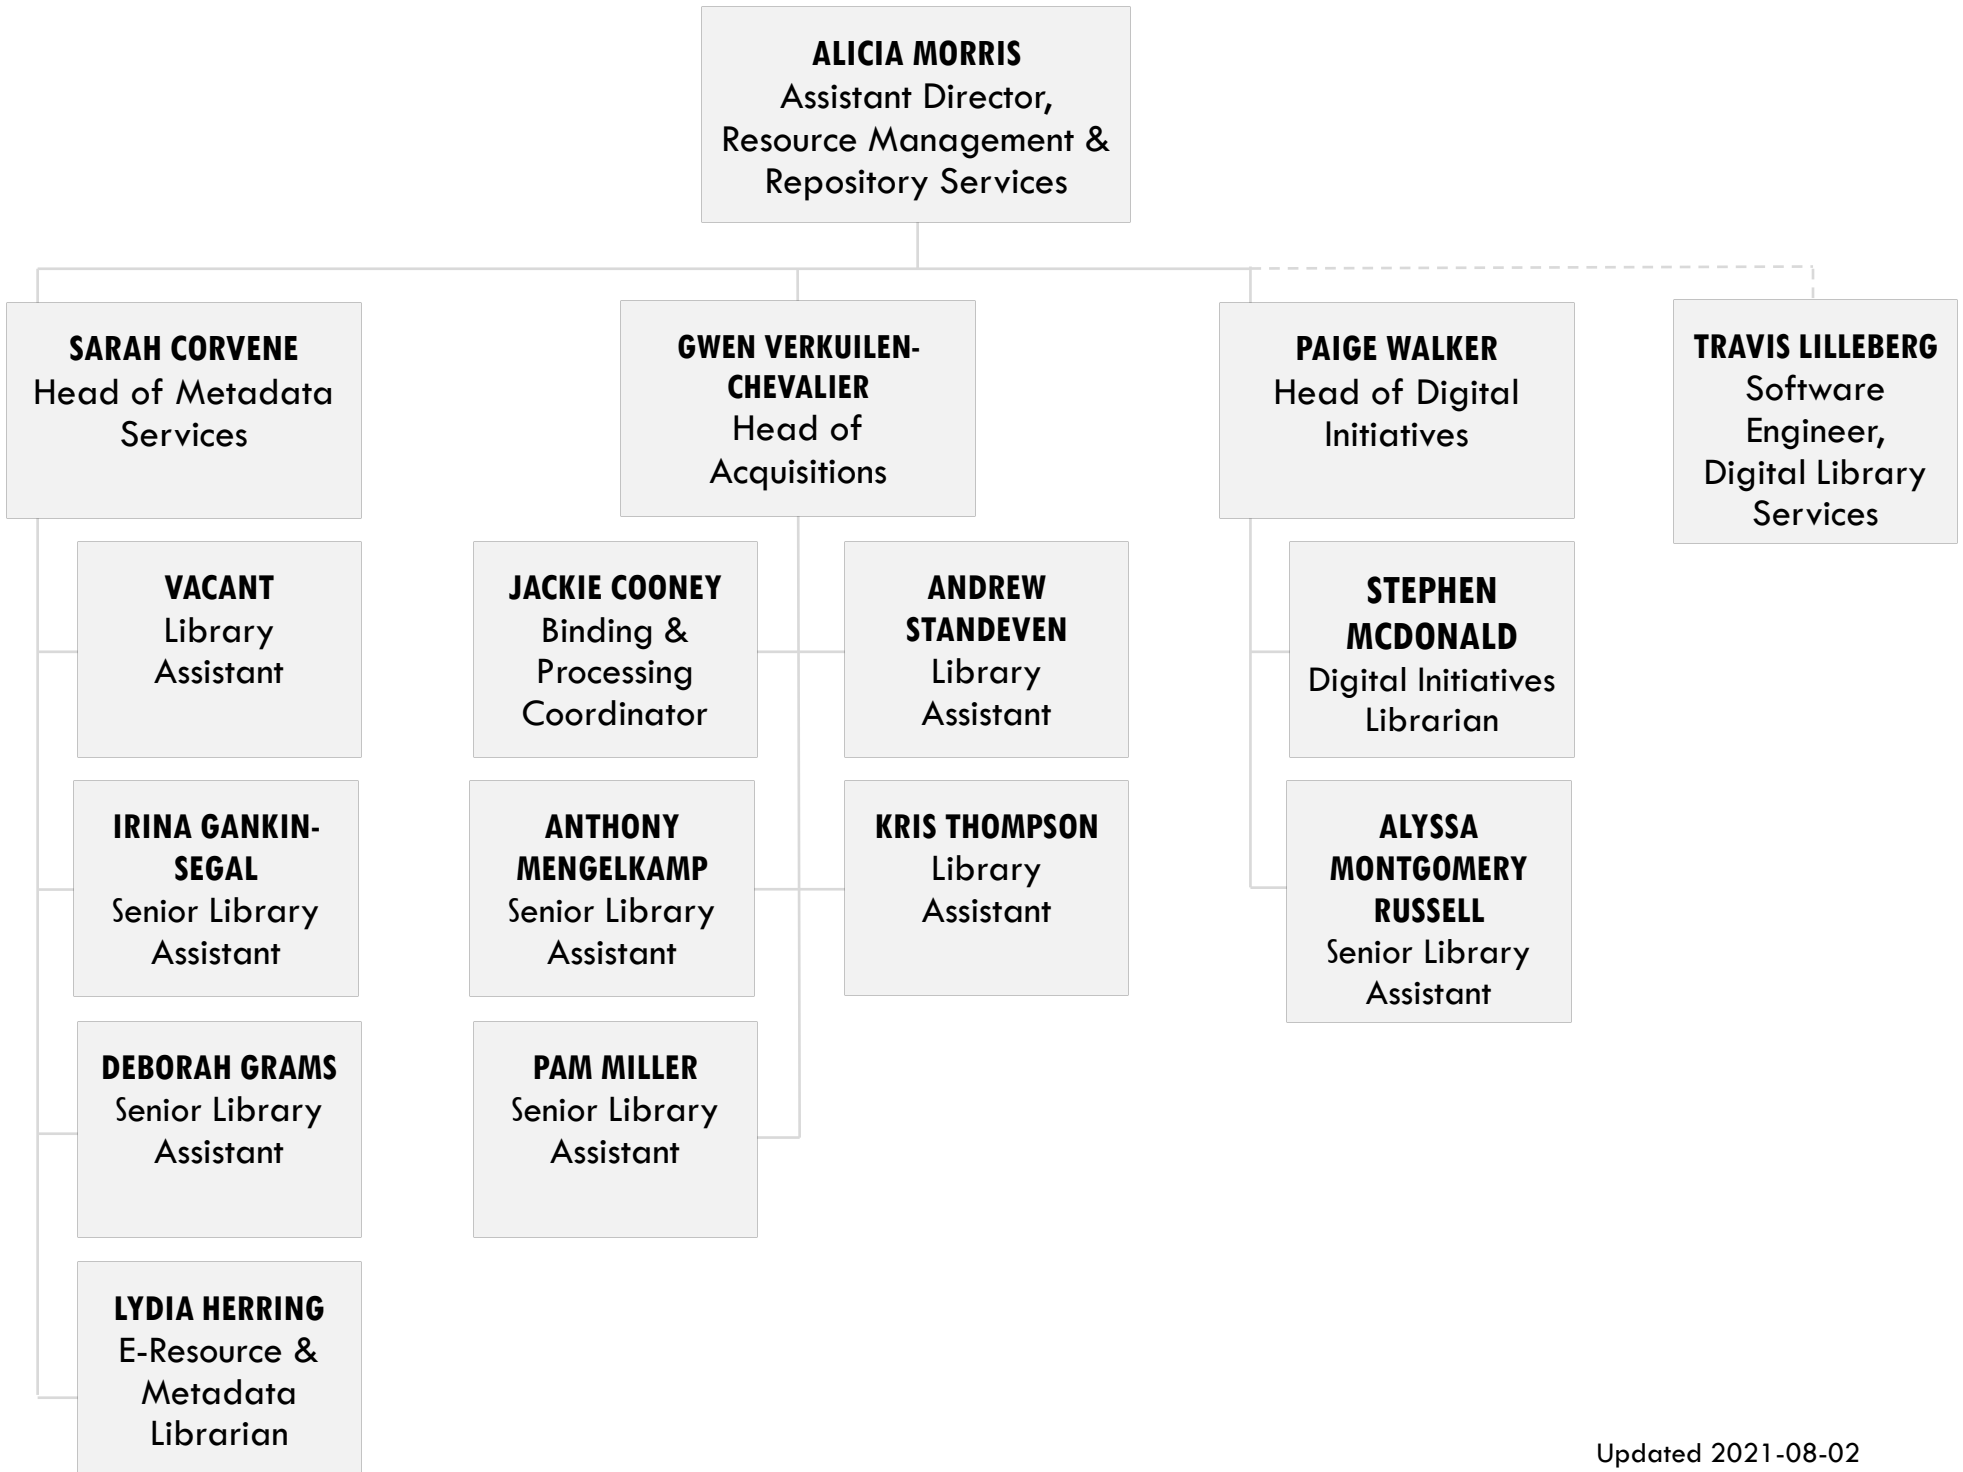 ALICIA MORRIS
Assistant Director,
Resource Management &
Repository Services
SARAH CORVENE
Head of Metadata
Services
GWEN VERKUILEN-
CHEVALIER
Head of
Acquisitions
PAIGE WALKER
Head of Digital
Initiatives
TRAVIS LILLEBERG
Software
Engineer,
Digital Library
Services
VACANT
Library
Assistant
IRINA GANKIN-
SEGAL
Senior Library
Assistant
DEBORAH GRAMS
Senior Library
Assistant
LYDIA HERRING
E-Resource &
Metadata
Librarian
JACKIE COONEY
Binding &
Processing
Coordinator
ANTHONY
MENGELKAMP
Senior Library
Assistant
PAM MILLER
Senior Library
Assistant
ANDREW
STANDEVEN
Library
Assistant
KRIS THOMPSON
Library
Assistant
STEPHEN
MCDONALD
Digital Initiatives
Librarian
ALYSSA
MONTGOMERY
RUSSELL
Senior Library
Assistant
Updated 2021-08-02